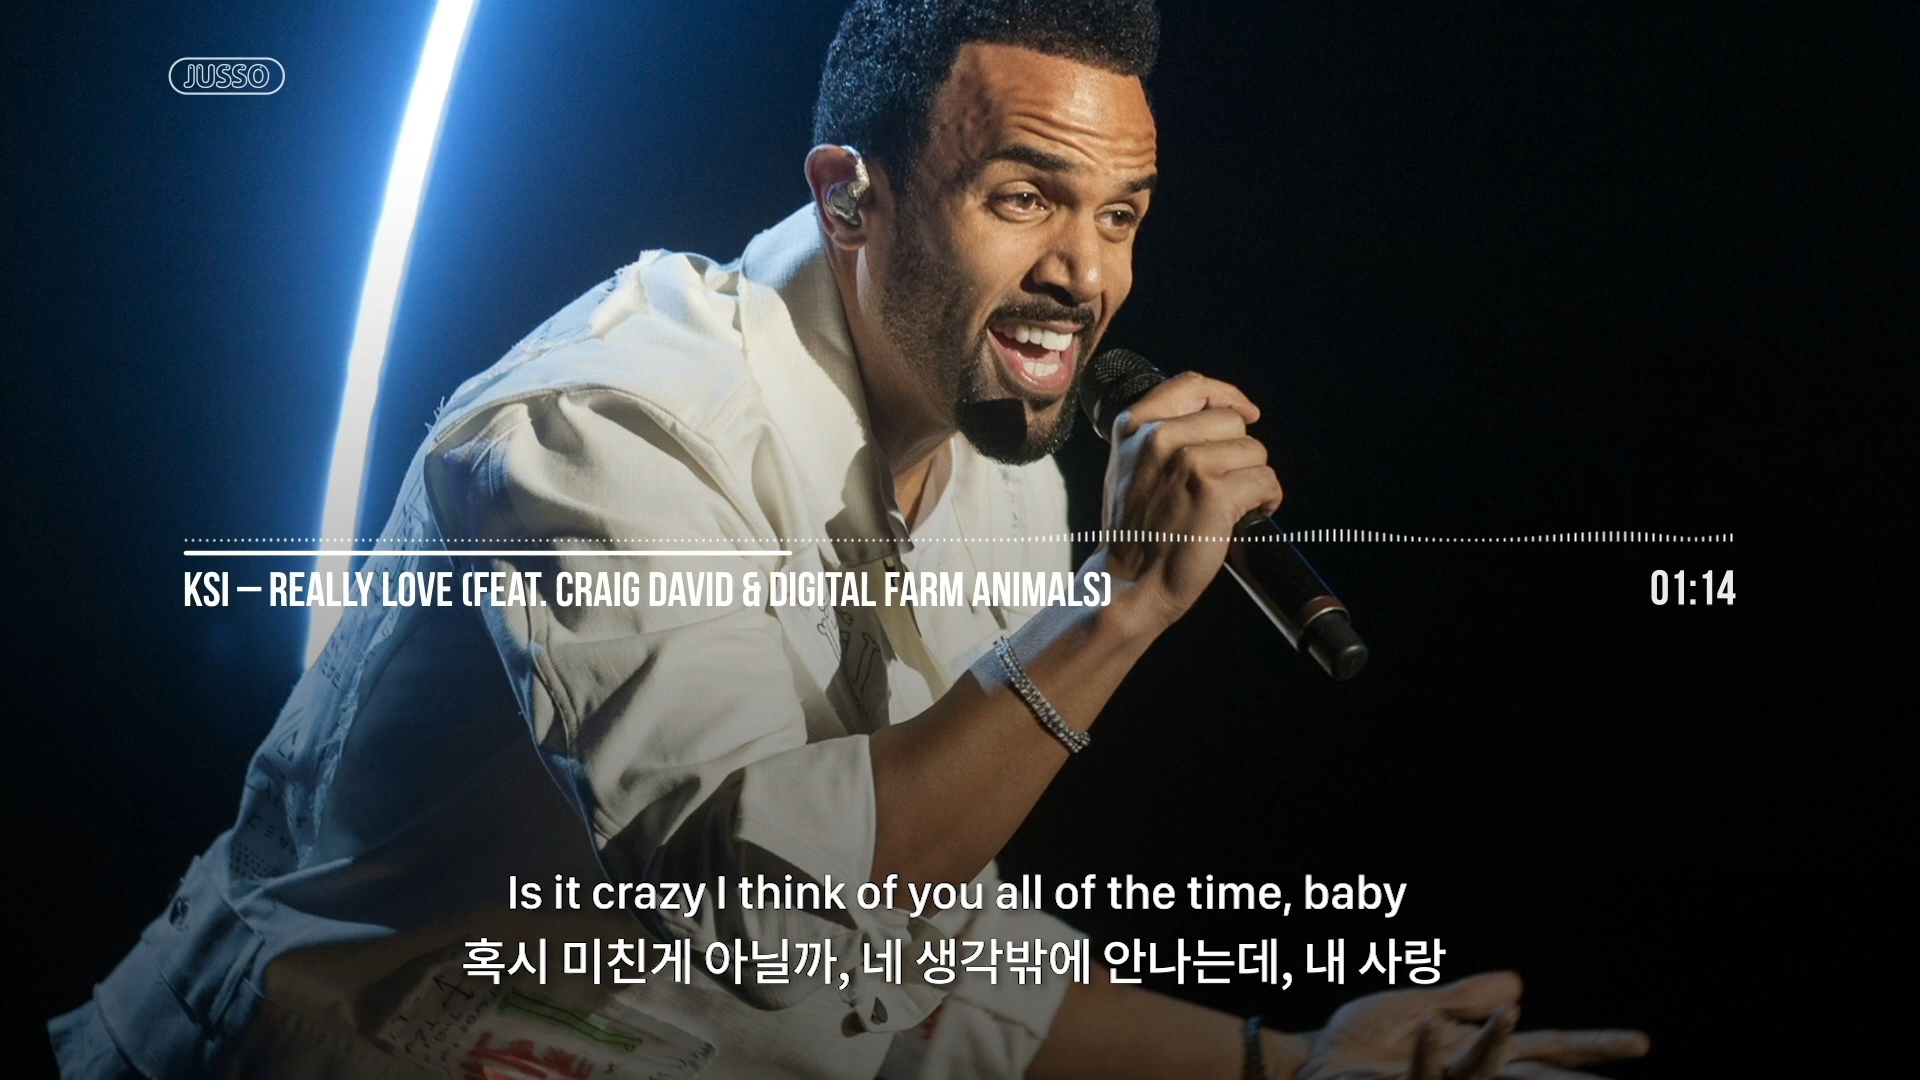 JUSSO
KSI – REALLY LOVE (FEAT. CRAIG DAVID & DIGITAL FARM ANIMALS)
01:14
Is it crazy I think of you all of the time, baby
혹시 미친게 아닐까, 네 생각밖에 안나는데, 내 사랑